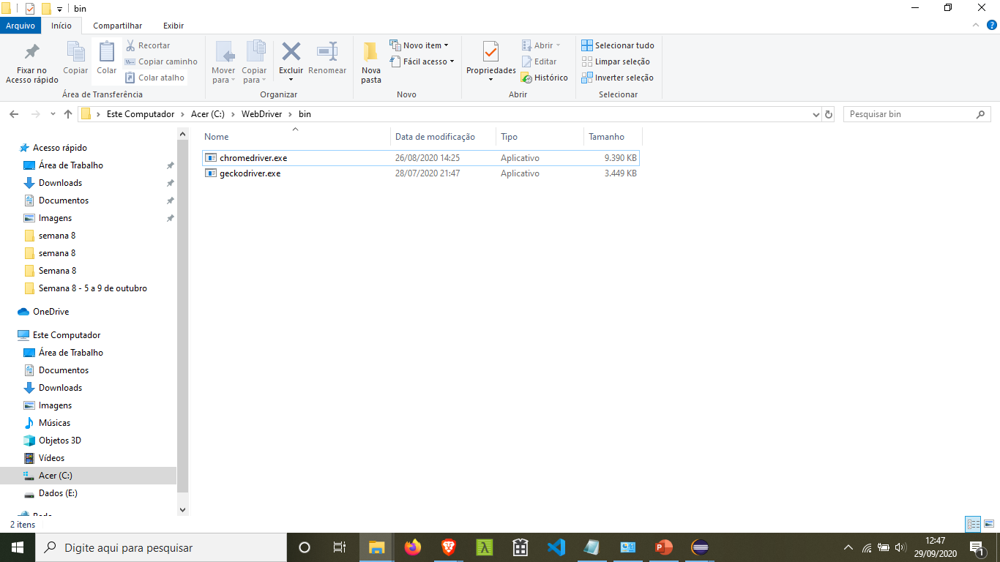 bin
Arquivo Início Compartilhar Exibir
Fixar no
Acesso rápido
Copiar
Colar
Recortar
Copiar caminho
Colar atalho
Área de Transferência
Mover
para
Copiar
para
Excluir
Renomear
Organizar
Nova
pasta
Novo item
Fácil acesso
Novo
Propriedades
Abrir
Editar
Histórico
Abrir
Selecionar tudo
Limpar seleção
Inverter seleção
Selecionar
Este Computador Acer (C:) WebDriver bin
Pesquisar bin
Nome Data de modificação Tipo Tamanho
chromedriver.exe 26/08/2020 14:25 Aplicativo 9.390 KB
geckodriver.exe 28/07/2020 21:47 Aplicativo 3.449 KB
Acesso rápido
Área de Trabalho
Downloads
Documentos
Imagens
semana 8
semana 8
Semana 8
Semana 8 - 5 a 9 de outubro
OneDrive
Este Computador
Área de Trabalho
Documentos
Downloads
Imagens
Músicas
Objetos 3D
Vídeos
Acer (C:)
Dados (E:)
Rede
2 itens
Digite aqui para pesquisar
12:47
29/09/2020
1